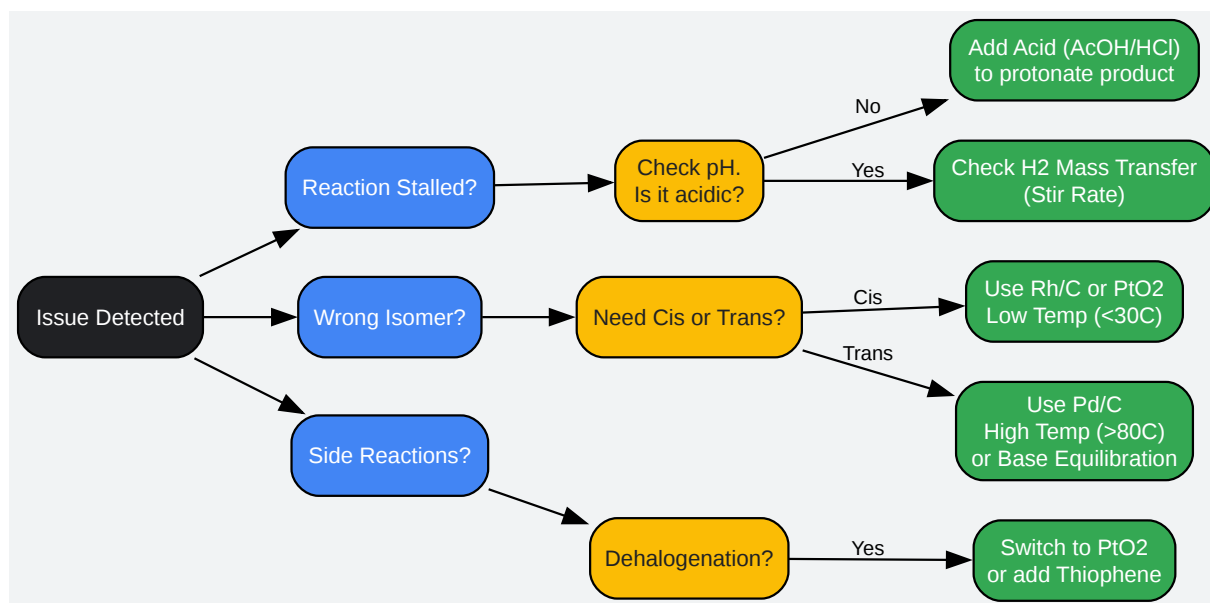 Add Acid (AcOH/HCl)
to protonate product
No
Reaction Stalled?
Check pH.
Is it acidic?
Yes
Check H2 Mass Transfer
(Stir Rate)
Issue Detected
Wrong Isomer?
Need Cis or Trans?
Cis
Use Rh/C or PtO2
Low Temp (<30C)
Trans
Use Pd/C
High Temp (>80C)
or Base Equilibration
Side Reactions?
Dehalogenation?
Yes
Switch to PtO2
or add Thiophene